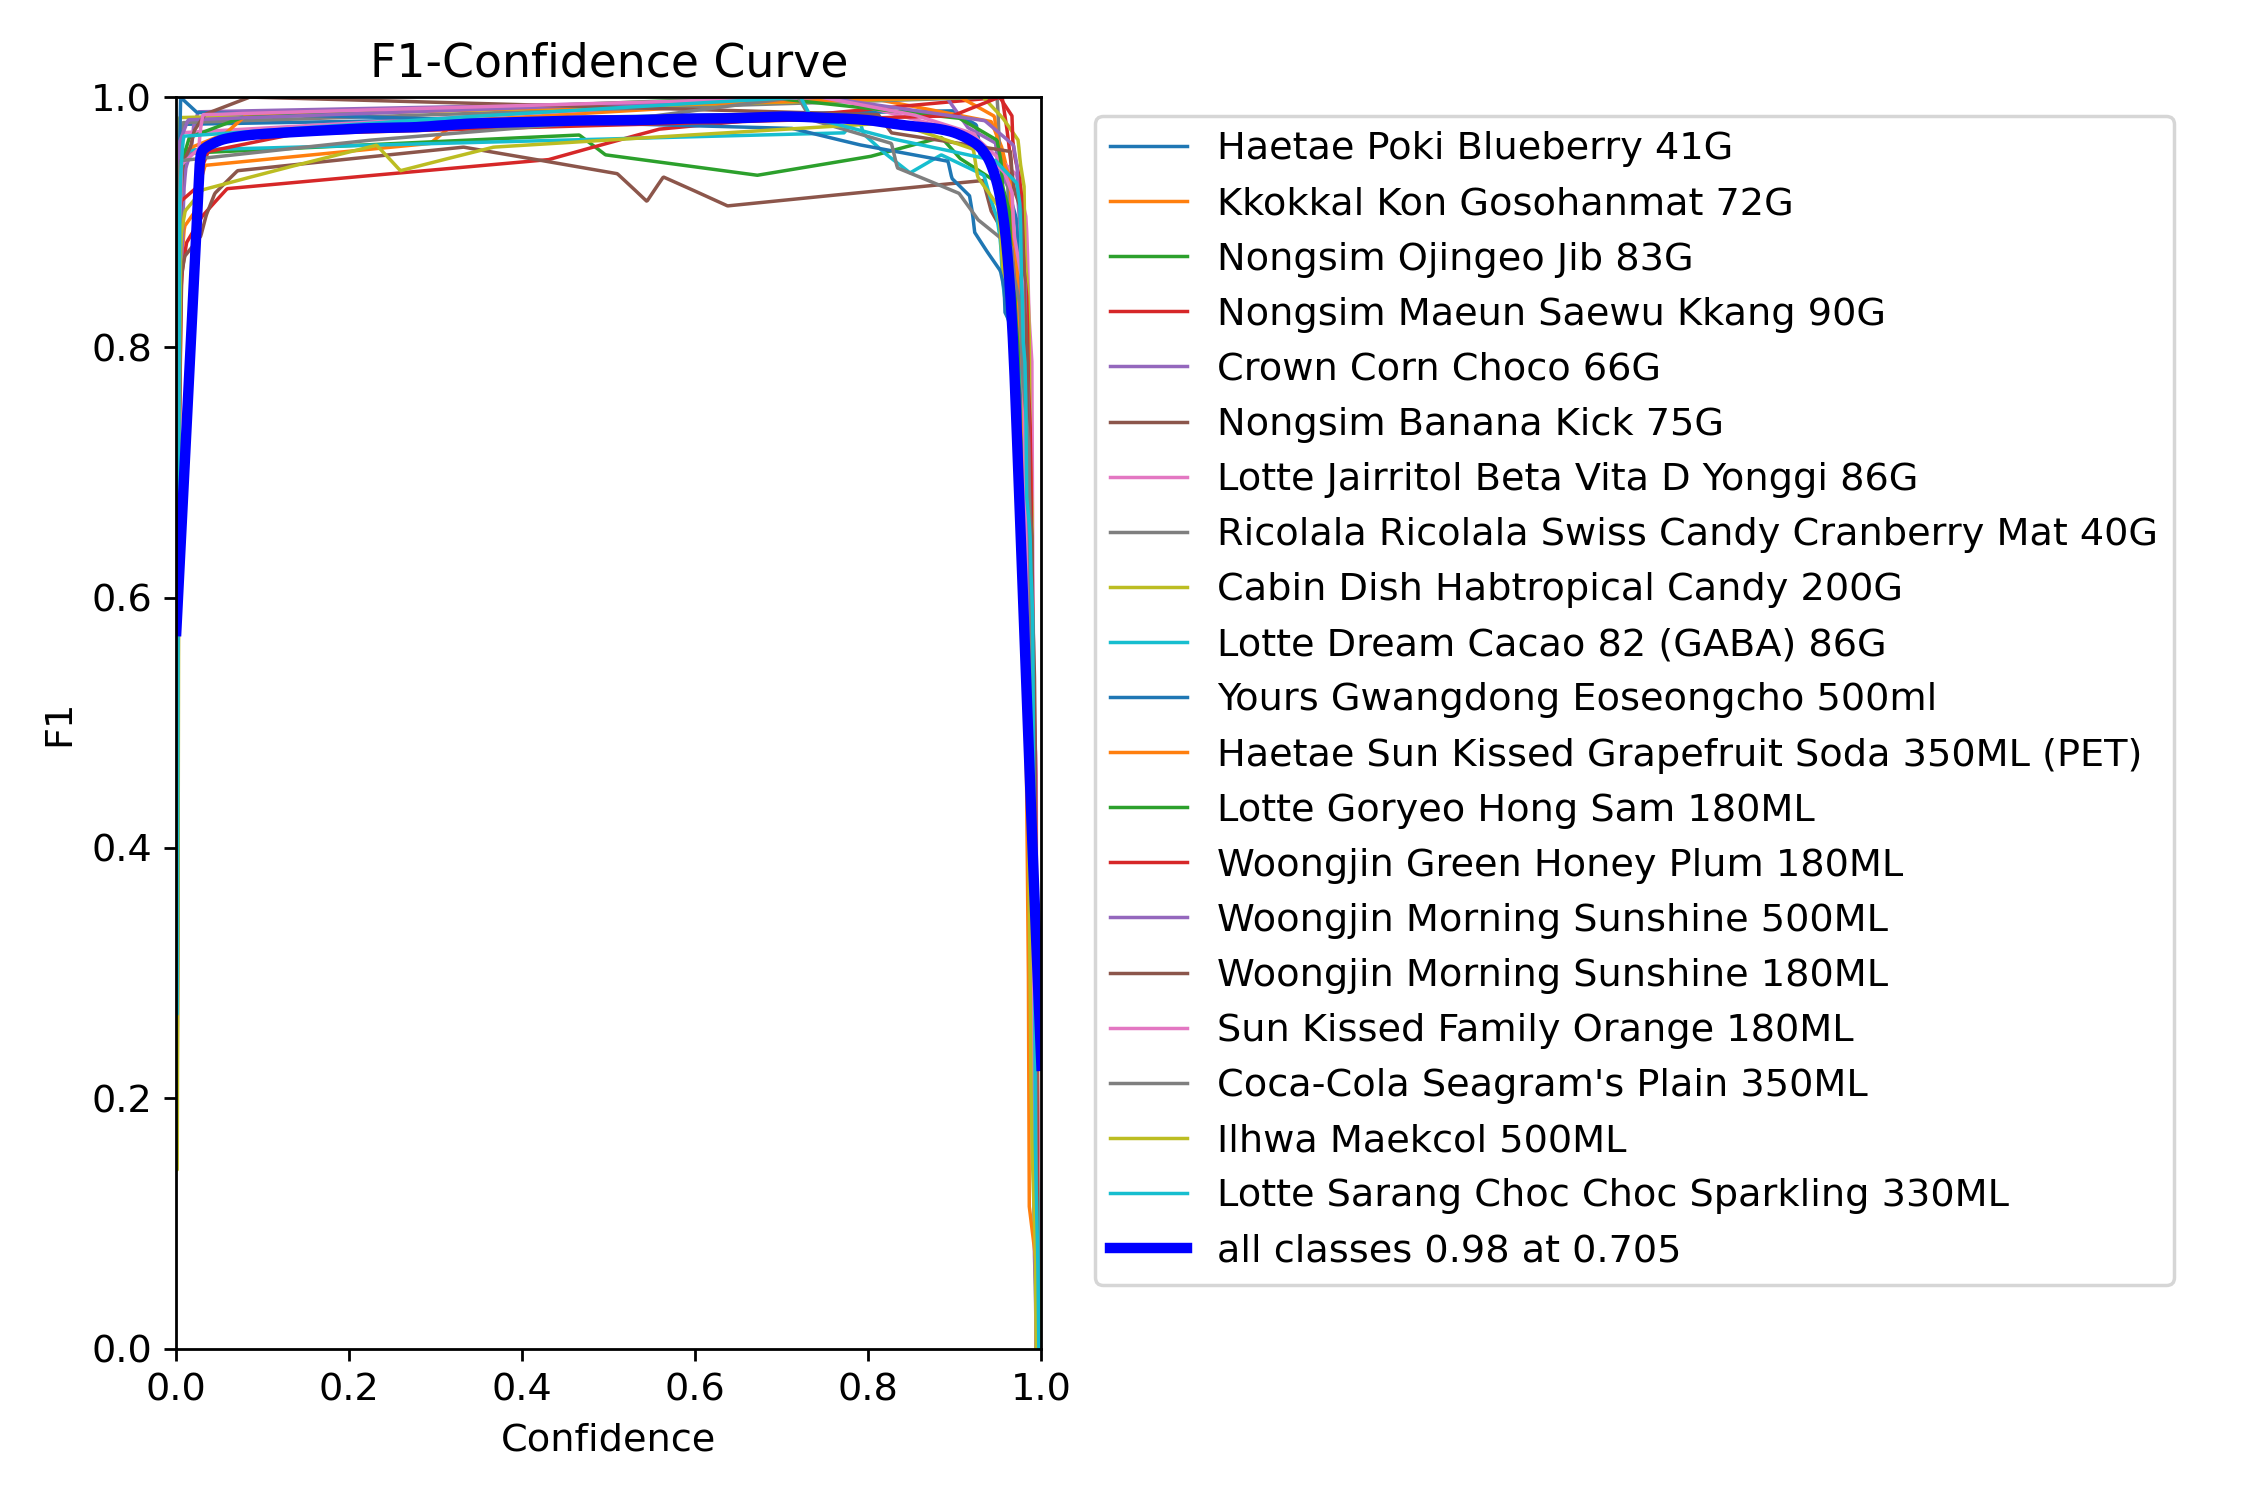 F1-Confidence Curve
1.0
0.8
0.6
0.4
0.2
0.0
F1
0.0 0.2 0.4 0.6 0.8 1.0
Confidence
Haetae Poki Blueberry 41G
Kkokkal Kon Gosohanmat 72G
Nongsim Ojingeo Jib 83G
Nongsim Maeun Saewu Kkang 90G
Crown Corn Choco 66G
Nongsim Banana Kick 75G
Lotte Jairritol Beta Vita D Yonggi 86G
Ricolala Ricolala Swiss Candy Cranberry Mat 40G
Cabin Dish Habtropical Candy 200G
Lotte Dream Cacao 82 (GABA) 86G
Yours Gwangdong Eoseongcho 500ml
Haetae Sun Kissed Grapefruit Soda 350ML (PET)
Lotte Goryeo Hong Sam 180ML
Woongjin Green Honey Plum 180ML
Woongjin Morning Sunshine 500ML
Woongjin Morning Sunshine 180ML
Sun Kissed Family Orange 180ML
Coca-Cola Seagram's Plain 350ML
Ilhwa Maekcol 500ML
Lotte Sarang Choc Choc Sparkling 330ML
all classes 0.98 at 0.705